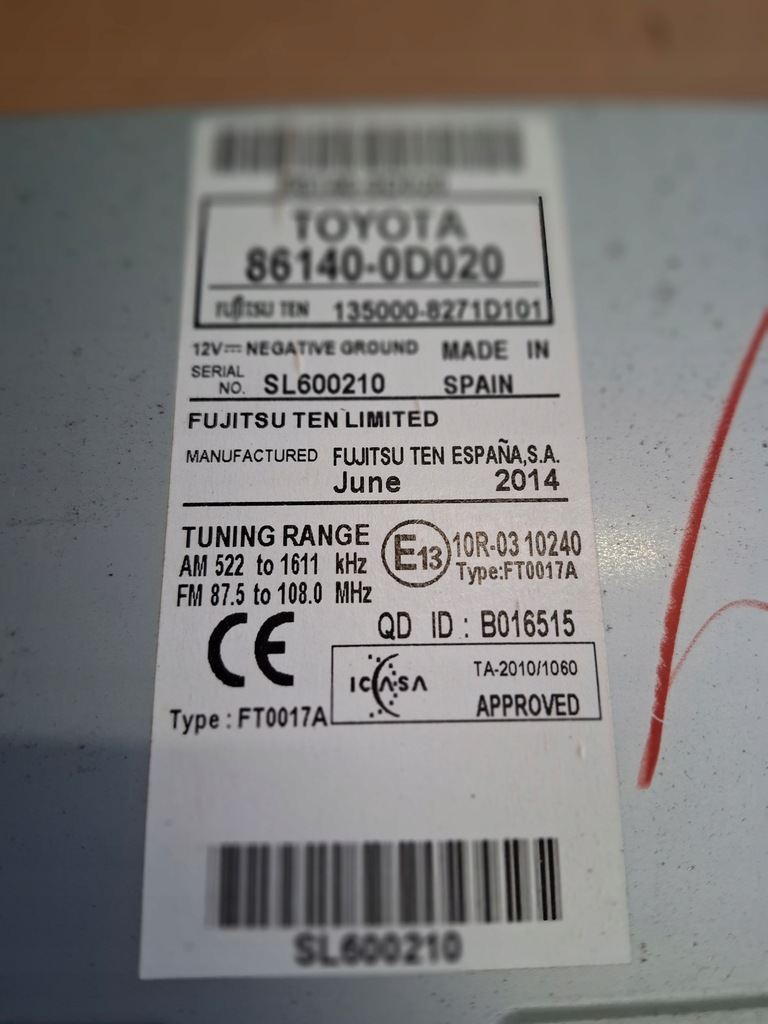 TOYOTA
86140-0D020
FUJITSU TEN 135000-8271D101
12V⎓ NEGATIVE GROUND MADE IN
SERIAL NO. SL600210 SPAIN
FUJITSU TEN LIMITED
MANUFACTURED FUJITSU TEN ESPAÑA,S.A.
June 2014
TUNING RANGE
AM 522 to 1611 kHz
FM 87.5 to 108.0 MHz
E13 10R-03 10240
Type:FT0017A
QD ID : B016515
CE
Type : FT0017A
ICASA TA-2010/1060
APPROVED
SL600210